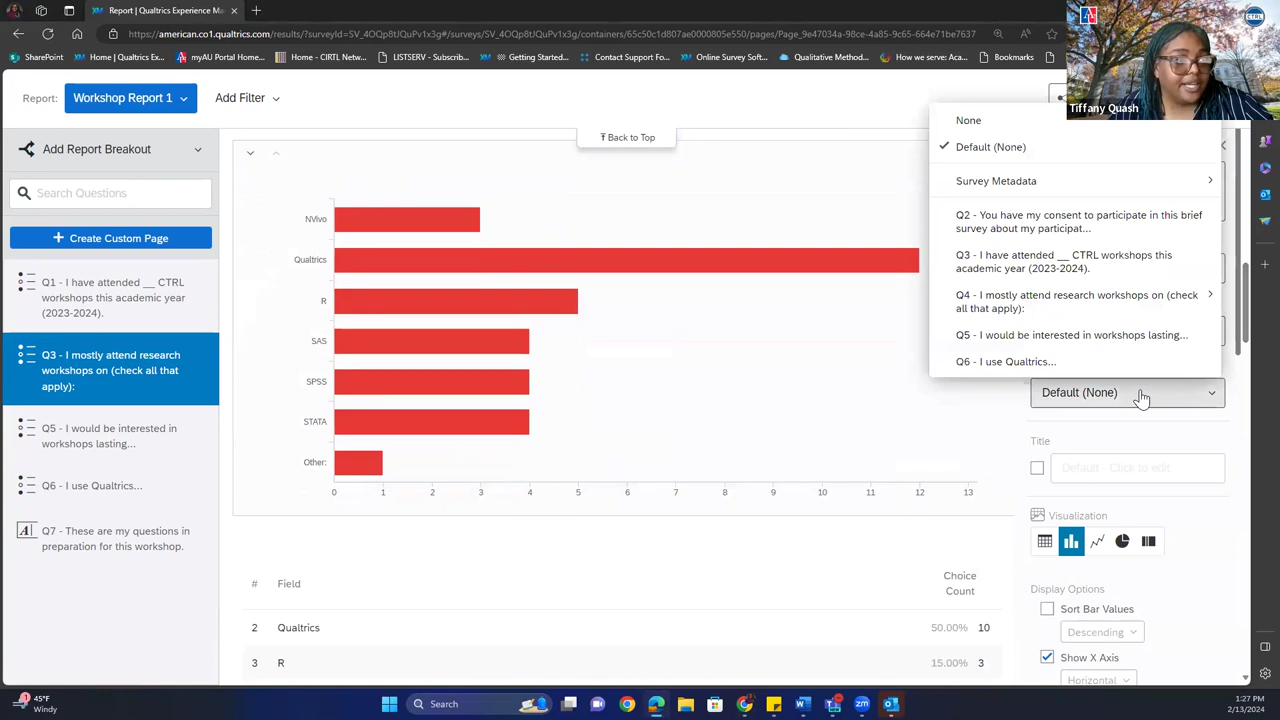 Report | Qualtrics Experience Ma
american.co1.qualtrics.com/results/?surveyId=SV_4OQp8tJQuPv1x3g#/surveys/SV_4OQp8tJQuPv1x3g/containers/65c50c1d807ae0000805e550/pages/Page_9e47034a-98ce-4a85-9c65-664e71be7637
SharePoint
Home | Qualtrics Ex...
myAU Portal Home...
Home - CIRTL Netw...
LISTSERV - Subscrib...
Getting Started...
Contact Support Fo...
Online Survey Soft...
Qualitative Method...
How we serve: Aca...
Bookmarks
CTRL
Tiffany Quash
Report:
Workshop Report 1
Add Filter
Add Report Breakout
Search Questions
+ Create Custom Page
Q1 - I have attended __ CTRL
workshops this academic year
(2023-2024).
Q3 - I mostly attend research
workshops on (check all that
apply):
Q5 - I would be interested in
workshops lasting...
Q6 - I use Qualtrics...
Q7 - These are my questions in
preparation for this workshop.
Back to Top
NVivo
Qualtrics
R
SAS
SPSS
STATA
Other:
0 1 2 3 4 5 6 7 8 9 10 11 12 13
# Field Choice
Count
2 Qualtrics 50.00% 10
3 R 15.00% 3
None
Default (None)
Survey Metadata
Q2 - You have my consent to participate in this brief
survey about my participat...
Q3 - I have attended __ CTRL workshops this
academic year (2023-2024).
Q4 - I mostly attend research workshops on (check
all that apply):
Q5 - I would be interested in workshops lasting...
Q6 - I use Qualtrics...
Default (None)
Title
Default - Click to edit
Visualization
Display Options
Sort Bar Values
Descending
Show X Axis
Horizontal
45°F
Windy
Search
1:27 PM
2/13/2024